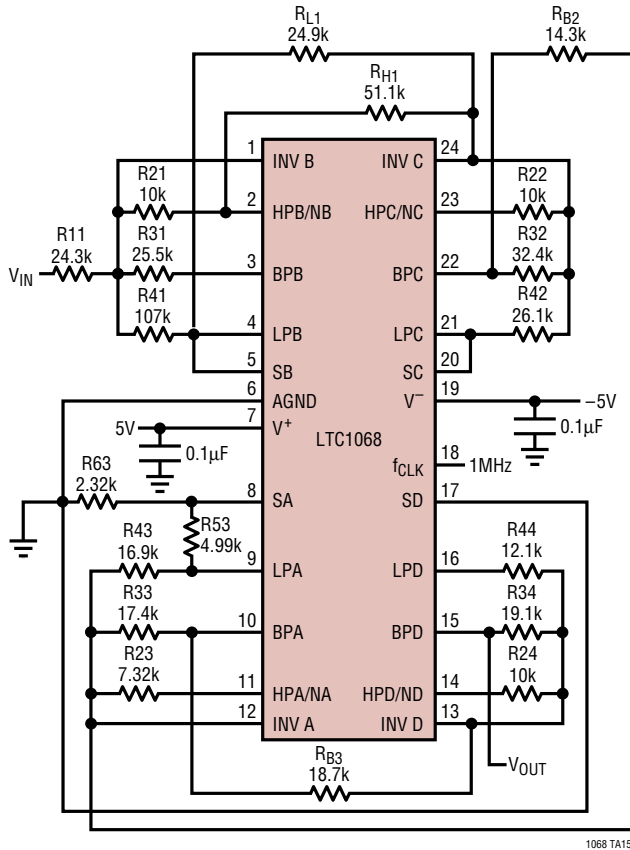 RL1
24.9k
RB2
14.3k
RH1
51.1k
1 INV B
INV C 24
R21
10k
R22
10k
2 HPB/NB
HPC/NC 23
R11
24.3k
R31
25.5k
R32
32.4k
VIN
3 BPB
BPC 22
R41
107k
R42
26.1k
4 LPB
LPC 21
5 SB
SC 20
6 AGND
V– 19
–5V
5V
7 V+
LTC1068
0.1µF
0.1µF
fCLK 18
1MHz
R63
2.32k
8 SA
SD 17
R53
4.99k
R43
16.9k
R44
12.1k
9 LPA
LPD 16
R33
17.4k
R34
19.1k
10 BPA
BPD 15
R23
7.32k
R24
10k
11 HPA/NA
HPD/ND 14
12 INV A
INV D 13
RB3
18.7k
VOUT
1068 TA15